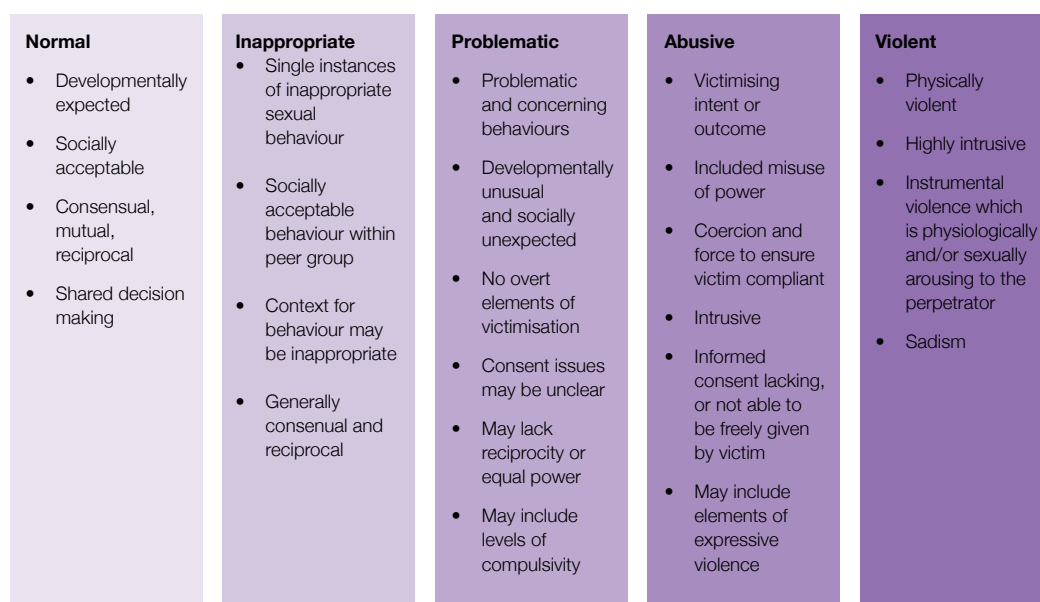 Normal
• Developmentally
expected
• Socially
acceptable
• Consensual,
mutual,
reciprocal
• Shared decision
making
Inappropriate
• Single instances
of inappropriate
sexual
behaviour
• Socially
acceptable
behaviour within
peer group
• Context for
behaviour may
be inappropriate
• Generally
consenual and
reciprocal
Problematic
• Problematic
and concerning
behaviours
• Developmentally
unusual
and socially
unexpected
• No overt
elements of
victimisation
• Consent issues
may be unclear
• May lack
reciprocity or
equal power
• May include
levels of
compulsivity
Abusive
• Victimising
intent or
outcome
• Included misuse
of power
• Coercion and
force to ensure
victim compliant
• Intrusive
• Informed
consent lacking,
or not able to
be freely given
by victim
• May include
elements of
expressive
violence
Violent
• Physically
violent
• Highly intrusive
• Instrumental
violence which
is physiologically
and/or sexually
arousing to the
perpetrator
• Sadism